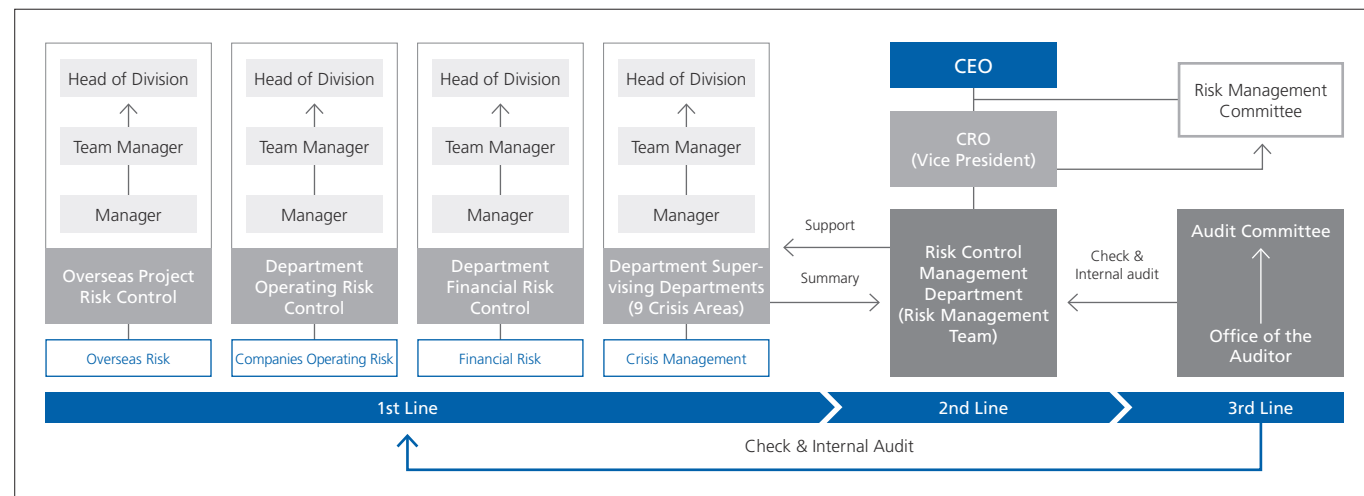 Head of Division
Team Manager
Manager
Overseas Project
Risk Control
Overseas Risk
Head of Division
Team Manager
Manager
Department
Operating Risk
Control
Companies Operating Risk
Head of Division
Team Manager
Manager
Department
Financial Risk
Control
Financial Risk
Head of Division
Team Manager
Manager
Department Super-
vising Departments
(9 Crisis Areas)
Crisis Management
Support
Summary
CEO
CRO
(Vice President)
Risk Control
Management
Department
(Risk Management
Team)
Risk Management
Committee
Check &
Internal audit
Audit Committee
Office of the
Auditor
1st Line
2nd Line
3rd Line
Check & Internal Audit